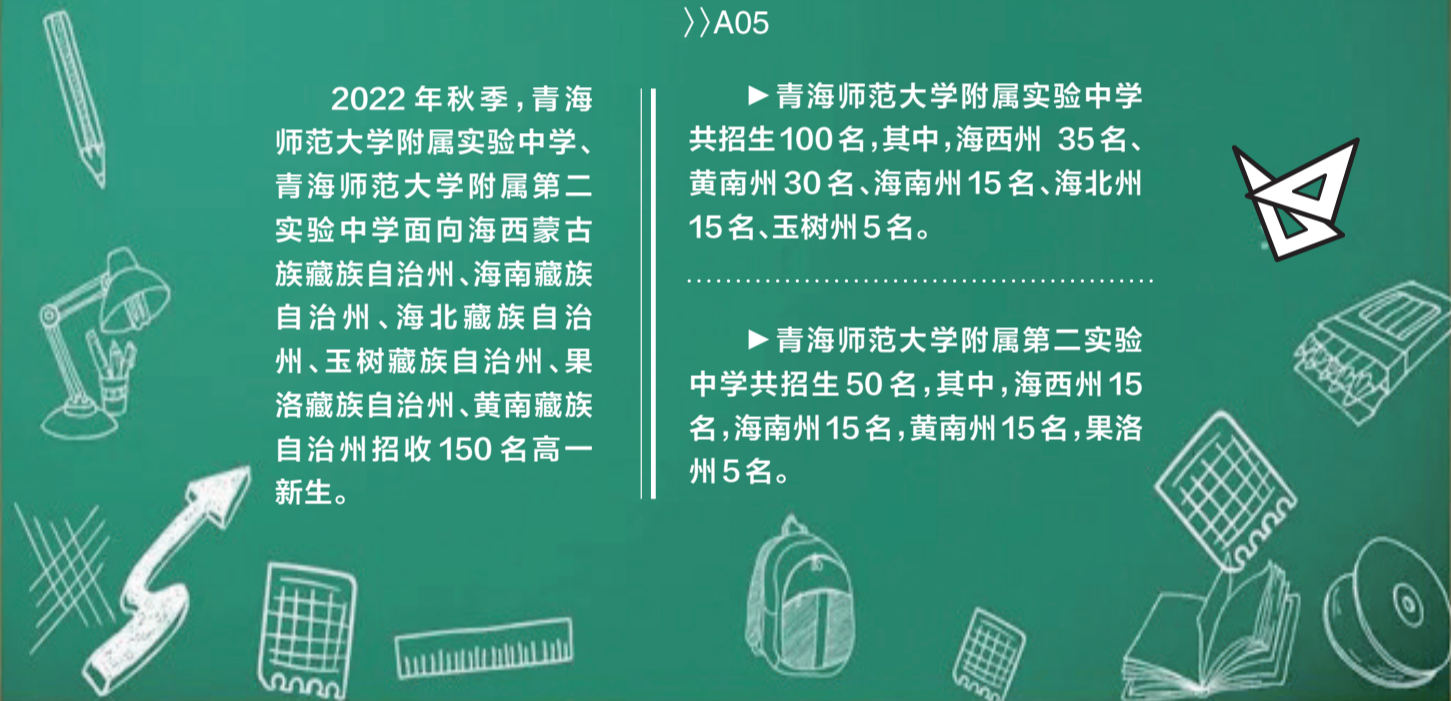 >>A05
2022年秋季,青海
师范大学附属实验中学、
青海师范大学附属第二
实验中学面向海西蒙古
族藏族自治州、海南藏族
自治州、海北藏族自治
州、玉树藏族自治州、果
洛藏族自治州、黄南藏族
自治州招收150名高一
新生。
▶青海师范大学附属实验中学
共招生100名,其中,海西州 35名、
黄南州30名、海南州15名、海北州
15名、玉树州5名。
▶青海师范大学附属第二实验
中学共招生50名,其中,海西州15
名,海南州15名,黄南州15名,果洛
州5名。